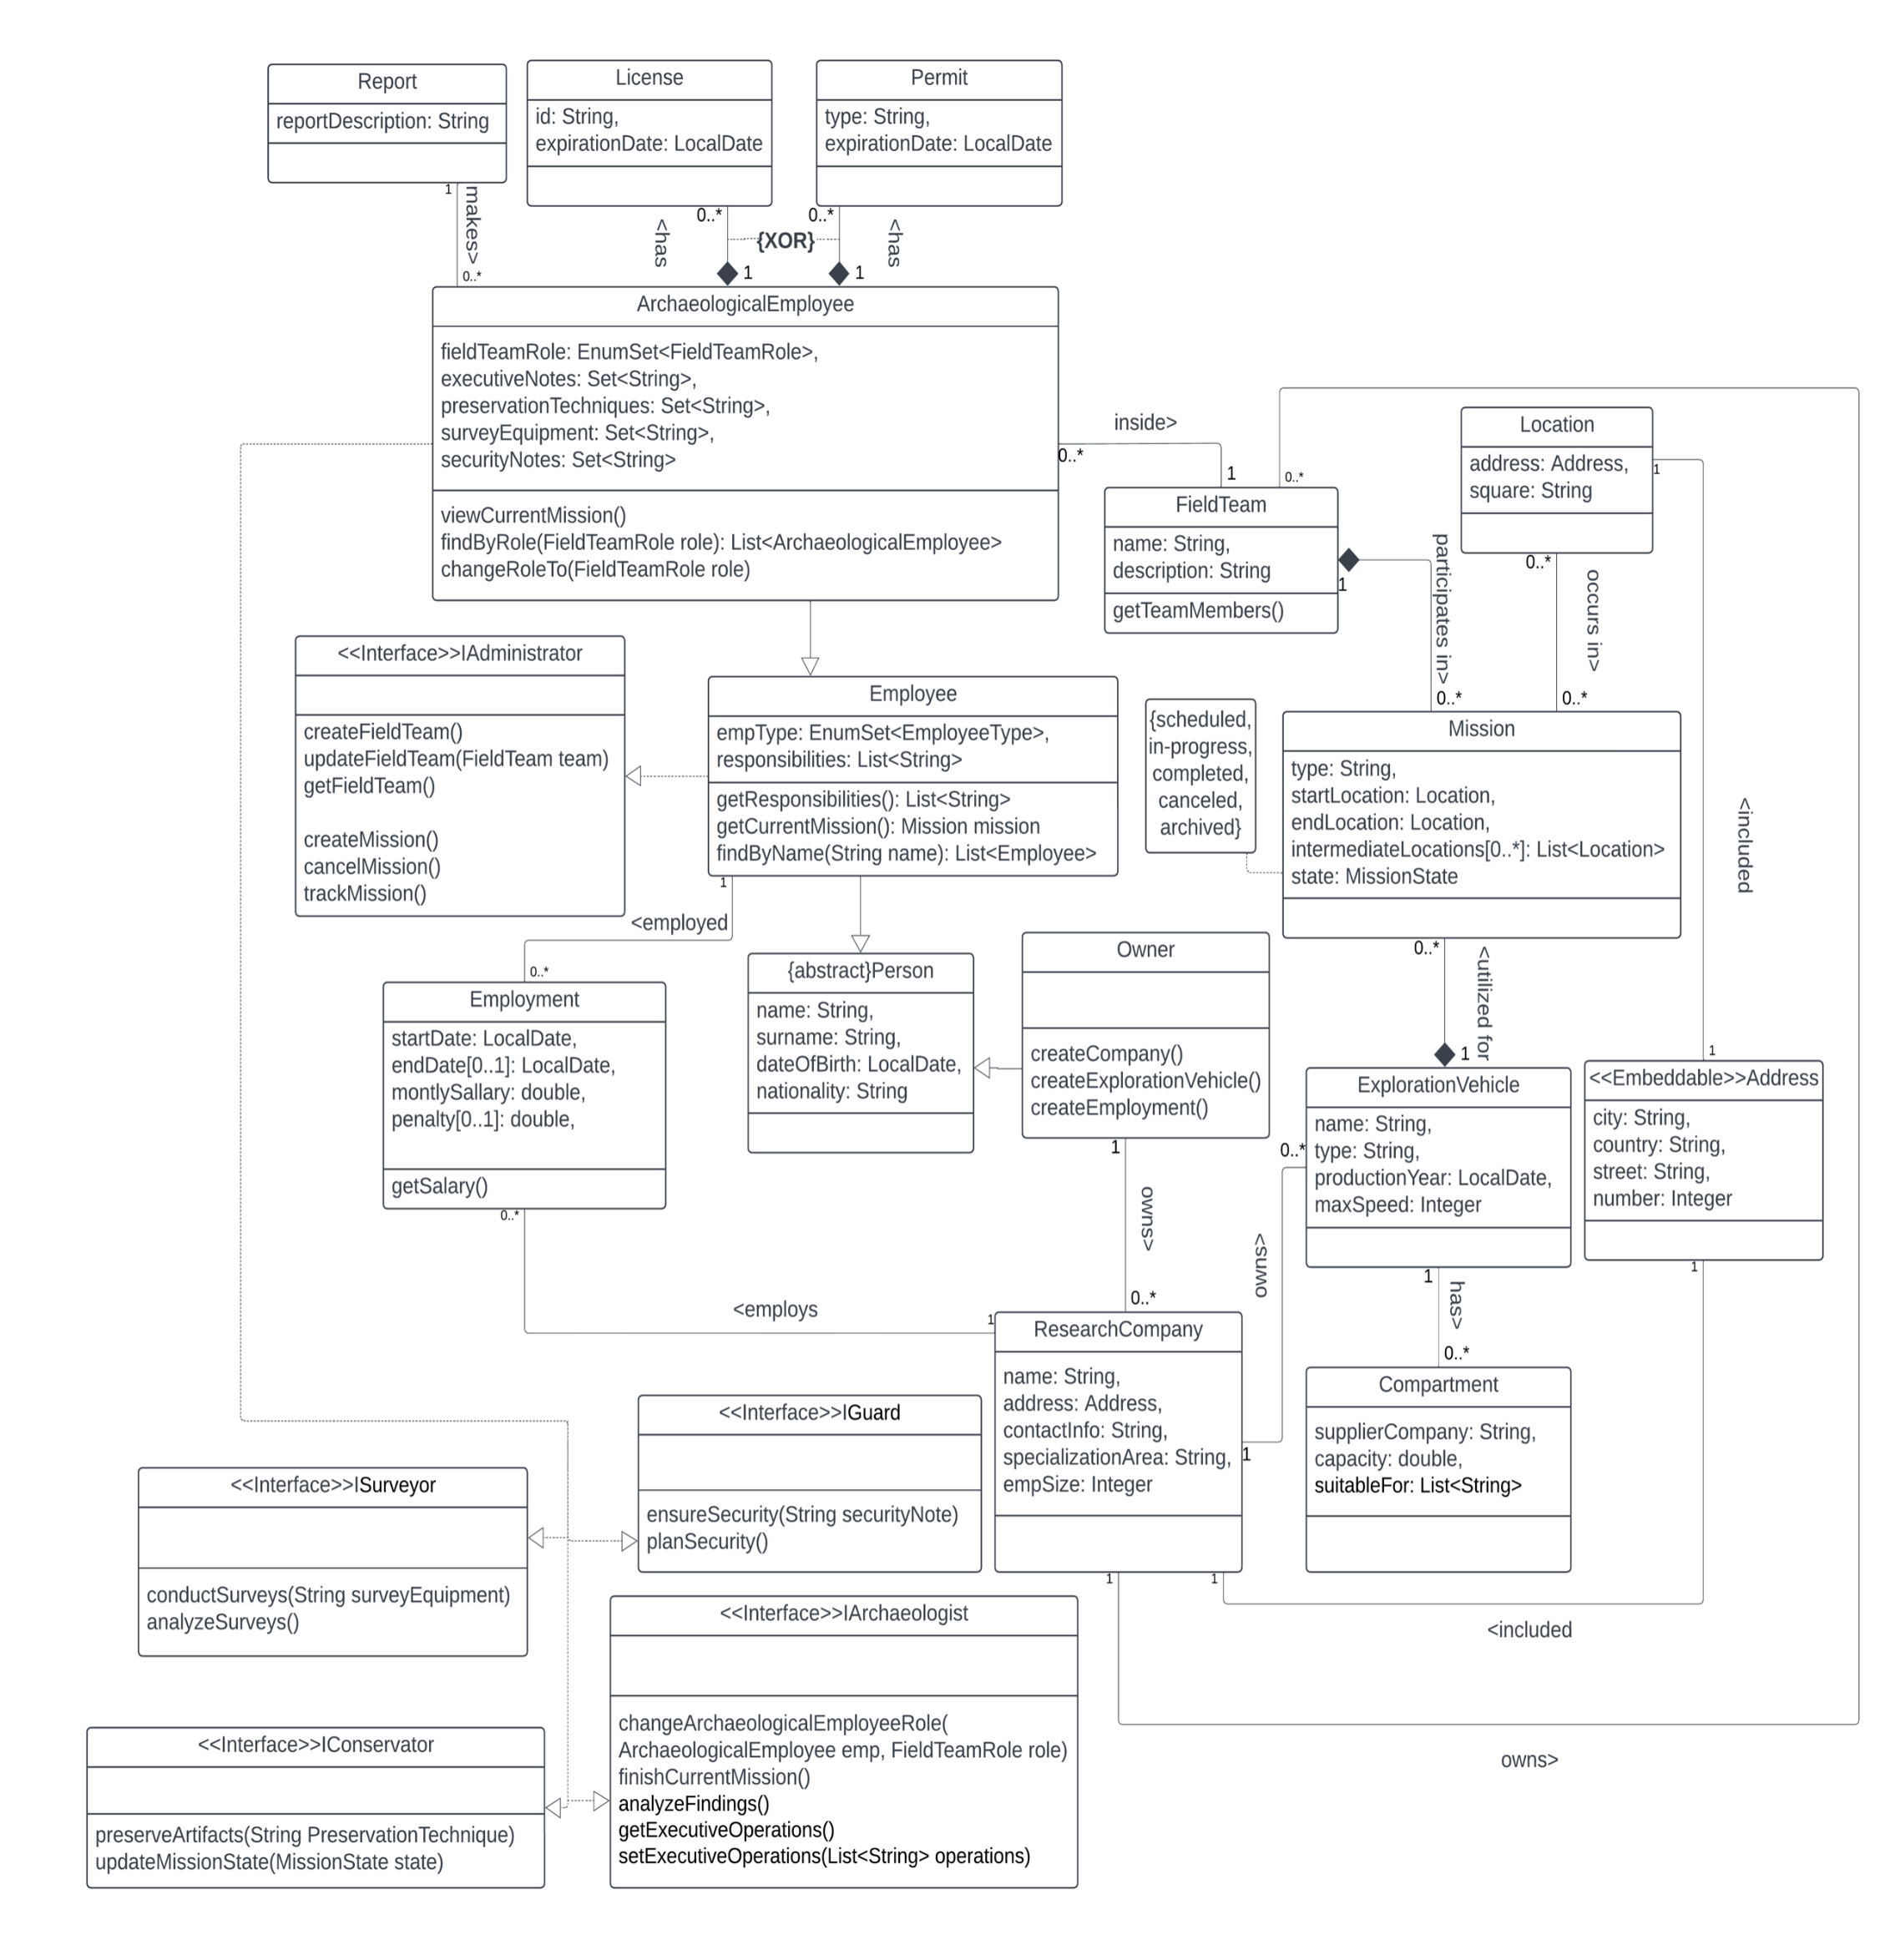 Report
reportDescription: String
License
id: String,
expirationDate: LocalDate
Permit
type: String,
expirationDate: LocalDate
1
makes>
0..*
0..*
<has
{XOR}
1
0..*
<has
1
ArchaeologicalEmployee
fieldTeamRole: EnumSet<FieldTeamRole>,
executiveNotes: Set<String>,
preservationTechniques: Set<String>,
surveyEquipment: Set<String>,
securityNotes: Set<String>
viewCurrentMission()
findByRole(FieldTeamRole role): List<ArchaeologicalEmployee>
changeRoleTo(FieldTeamRole role)
inside>
0..*
1
0..*
FieldTeam
name: String,
description: String
getTeamMembers()
1
participates in>
0..*
Location
address: Address,
square: String
1
0..*
occurs in>
0..*
<<Interface>>IAdministrator
createFieldTeam()
updateFieldTeam(FieldTeam team)
getFieldTeam()
createMission()
cancelMission()
trackMission()
Employee
empType: EnumSet<EmployeeType>,
responsibilities: List<String>
getResponsibilities(): List<String>
getCurrentMission(): Mission mission
findByName(String name): List<Employee>
{scheduled,
in-progress,
completed,
canceled,
archived}
Mission
type: String,
startLocation: Location,
endLocation: Location,
intermediateLocations[0..*]: List<Location>
state: MissionState
<included
1
<employed
0..*
Employment
startDate: LocalDate,
endDate[0..1]: LocalDate,
montlySallary: double,
penalty[0..1]: double,
getSalary()
0..*
{abstract}Person
name: String,
surname: String,
dateOfBirth: LocalDate,
nationality: String
Owner
createCompany()
createExplorationVehicle()
createEmployment()
1
owns>
0..*
0..*
<utilized for
1
ExplorationVehicle
name: String,
type: String,
productionYear: LocalDate,
maxSpeed: Integer
0..*
<owns
1
1
has>
0..*
1
<<Embeddable>>Address
city: String,
country: String,
street: String,
number: Integer
1
<employs
1
ResearchCompany
name: String,
address: Address,
contactInfo: String,
specializationArea: String,
empSize: Integer
1
1
Compartment
supplierCompany: String,
capacity: double,
suitableFor: List<String>
<included
owns>
<<Interface>>IGuard
ensureSecurity(String securityNote)
planSecurity()
<<Interface>>ISurveyor
conductSurveys(String surveyEquipment)
analyzeSurveys()
<<Interface>>IArchaeologist
changeArchaeologicalEmployeeRole(
ArchaeologicalEmployee emp, FieldTeamRole role)
finishCurrentMission()
analyzeFindings()
getExecutiveOperations()
setExecutiveOperations(List<String> operations)
<<Interface>>IConservator
preserveArtifacts(String PreservationTechnique)
updateMissionState(MissionState state)